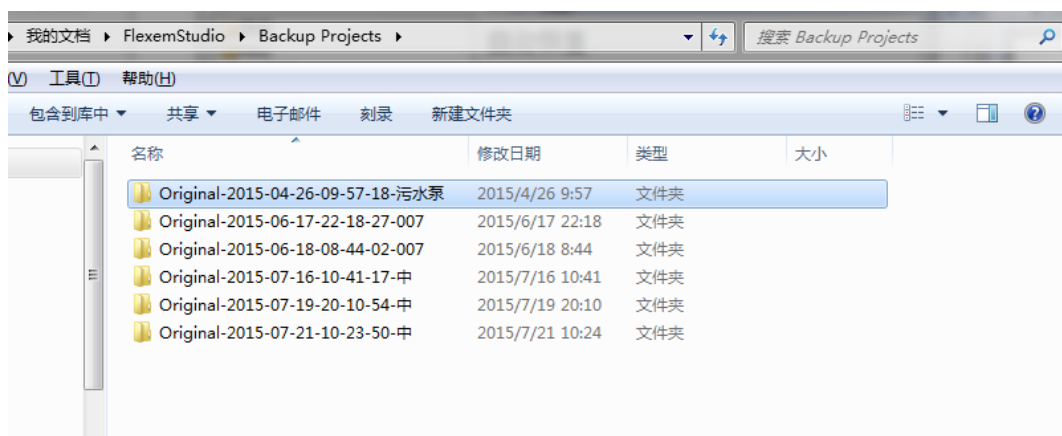 我的文档 FlexemStudio Backup Projects 搜索 Backup Projects
(V) 工具(T) 帮助(H)
包含到库中 共享 电子邮件 刻录 新建文件夹
名称 修改日期 类型 大小
Original-2015-04-26-09-57-18-污水泵 2015/4/26 9:57 文件夹
Original-2015-06-17-22-18-27-007 2015/6/17 22:18 文件夹
Original-2015-06-18-08-44-02-007 2015/6/18 8:44 文件夹
Original-2015-07-16-10-41-17-中 2015/7/16 10:41 文件夹
Original-2015-07-19-20-10-54-中 2015/7/19 20:10 文件夹
Original-2015-07-21-10-23-50-中 2015/7/21 10:24 文件夹